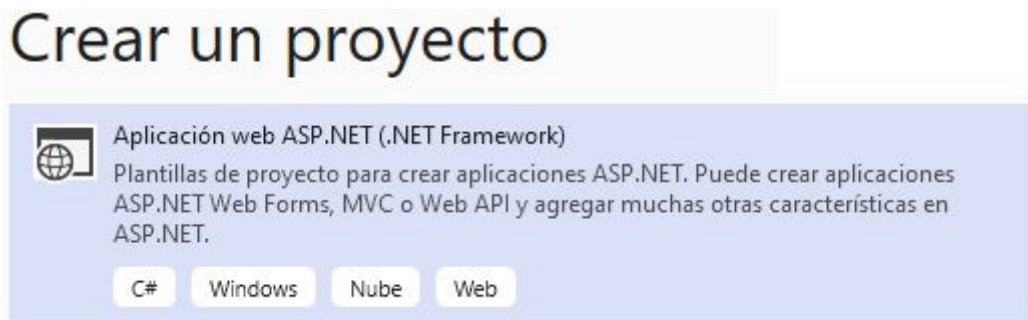 Crear un proyecto
Aplicación web ASP.NET (.NET Framework)
Plantillas de proyecto para crear aplicaciones ASP.NET. Puede crear aplicaciones
ASP.NET Web Forms, MVC o Web API y agregar muchas otras características en
ASP.NET.
C# Windows Nube Web